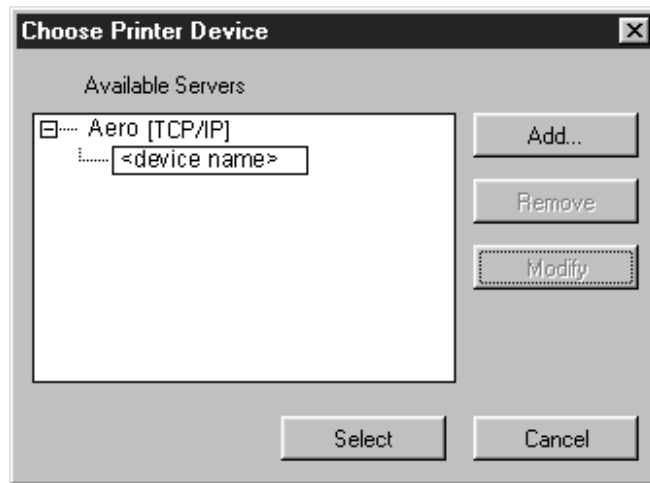 Choose Printer Device
Available Servers
Aero [TCP/IP]
<device name>
Add...
Remove
Modify
Select
Cancel